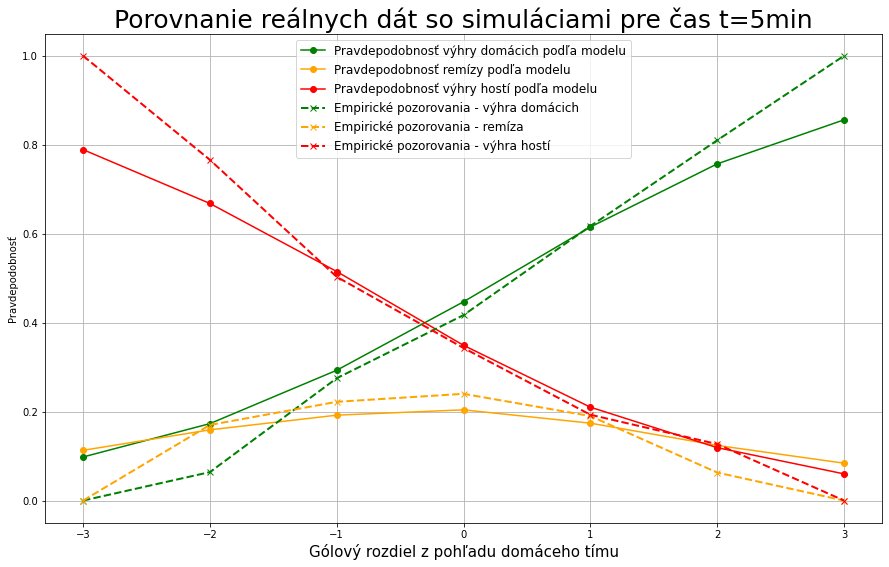 Porovnanie reálnych dát so simuláciami pre čas t=5min
Pravdepodobnosť výhry domácich podľa modelu
Pravdepodobnosť remízy podľa modelu
Pravdepodobnosť výhry hostí podľa modelu
Empirické pozorovania - výhra domácich
Empirické pozorovania - remíza
Empirické pozorovania - výhra hostí
Pravdepodobnosť
1.0
0.8
0.6
0.4
0.2
0.0
−3 −2 −1 0 1 2 3
Gólový rozdiel z pohľadu domáceho tímu